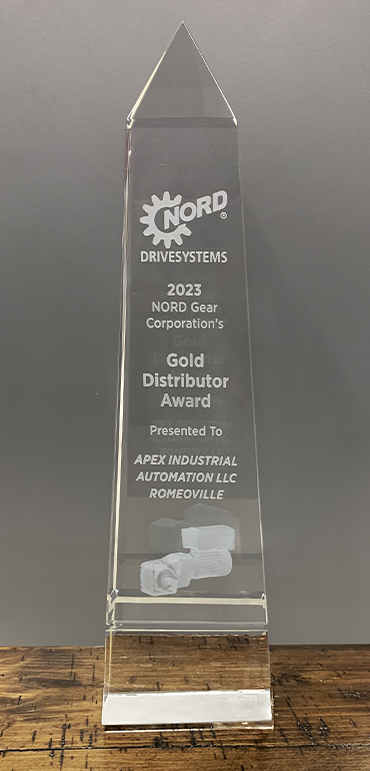 NORD®
DRIVESYSTEMS
2023
NORD Gear
Corporation's
Gold
Distributor
Award
Presented To
APEX INDUSTRIAL
AUTOMATION LLC
ROMEOVILLE